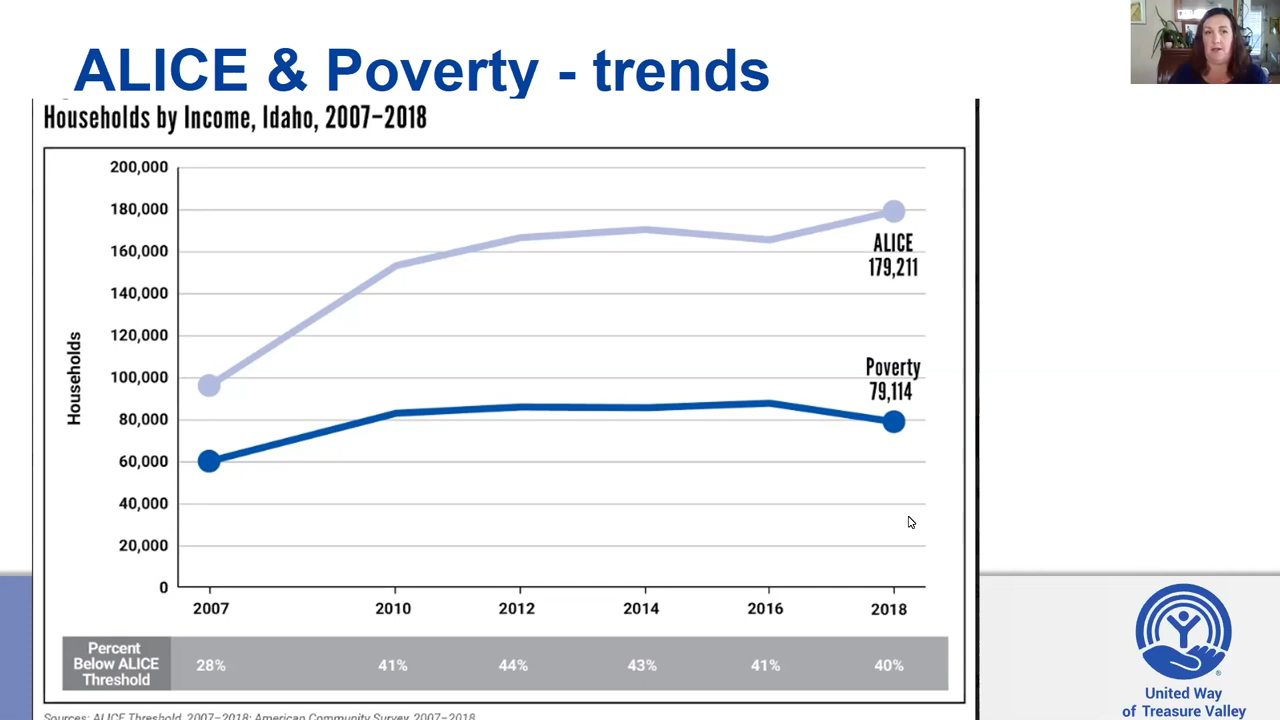 ALICE & Poverty - trends
Households by Income, Idaho, 2007–2018
200,000
180,000
160,000
140,000
120,000
100,000
80,000
60,000
40,000
20,000
0
Households
ALICE
179,211
Poverty
79,114
2007 2010 2012 2014 2016 2018
Percent
Below ALICE
Threshold
28% 41% 44% 43% 41% 40%
Sources: ALICE Threshold, 2007–2018; American Community Survey, 2007–2018
United Way
of Treasure Valley